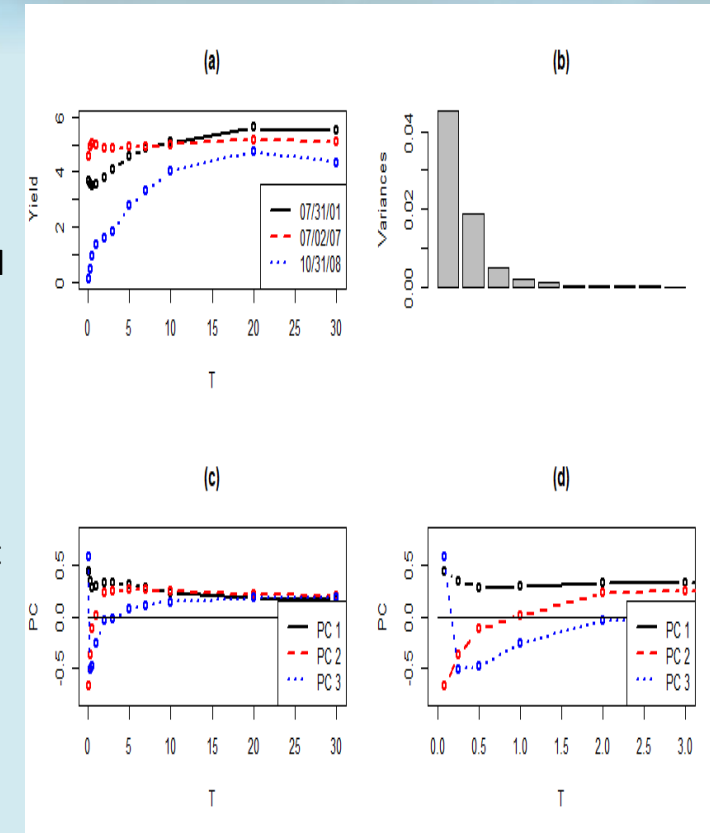 (a)
Yield
6
4
2
0
07/31/01
07/02/07
10/31/08
0 5 10 15 20 25 30
T
(b)
Variances
0.04
0.02
0.00
(c)
PC
0.5
0.0
-0.5
PC 1
PC 2
PC 3
0 5 10 15 20 25 30
T
(d)
PC
0.5
0.0
-0.5
PC 1
PC 2
PC 3
0.0 0.5 1.0 1.5 2.0 2.5 3.0
T